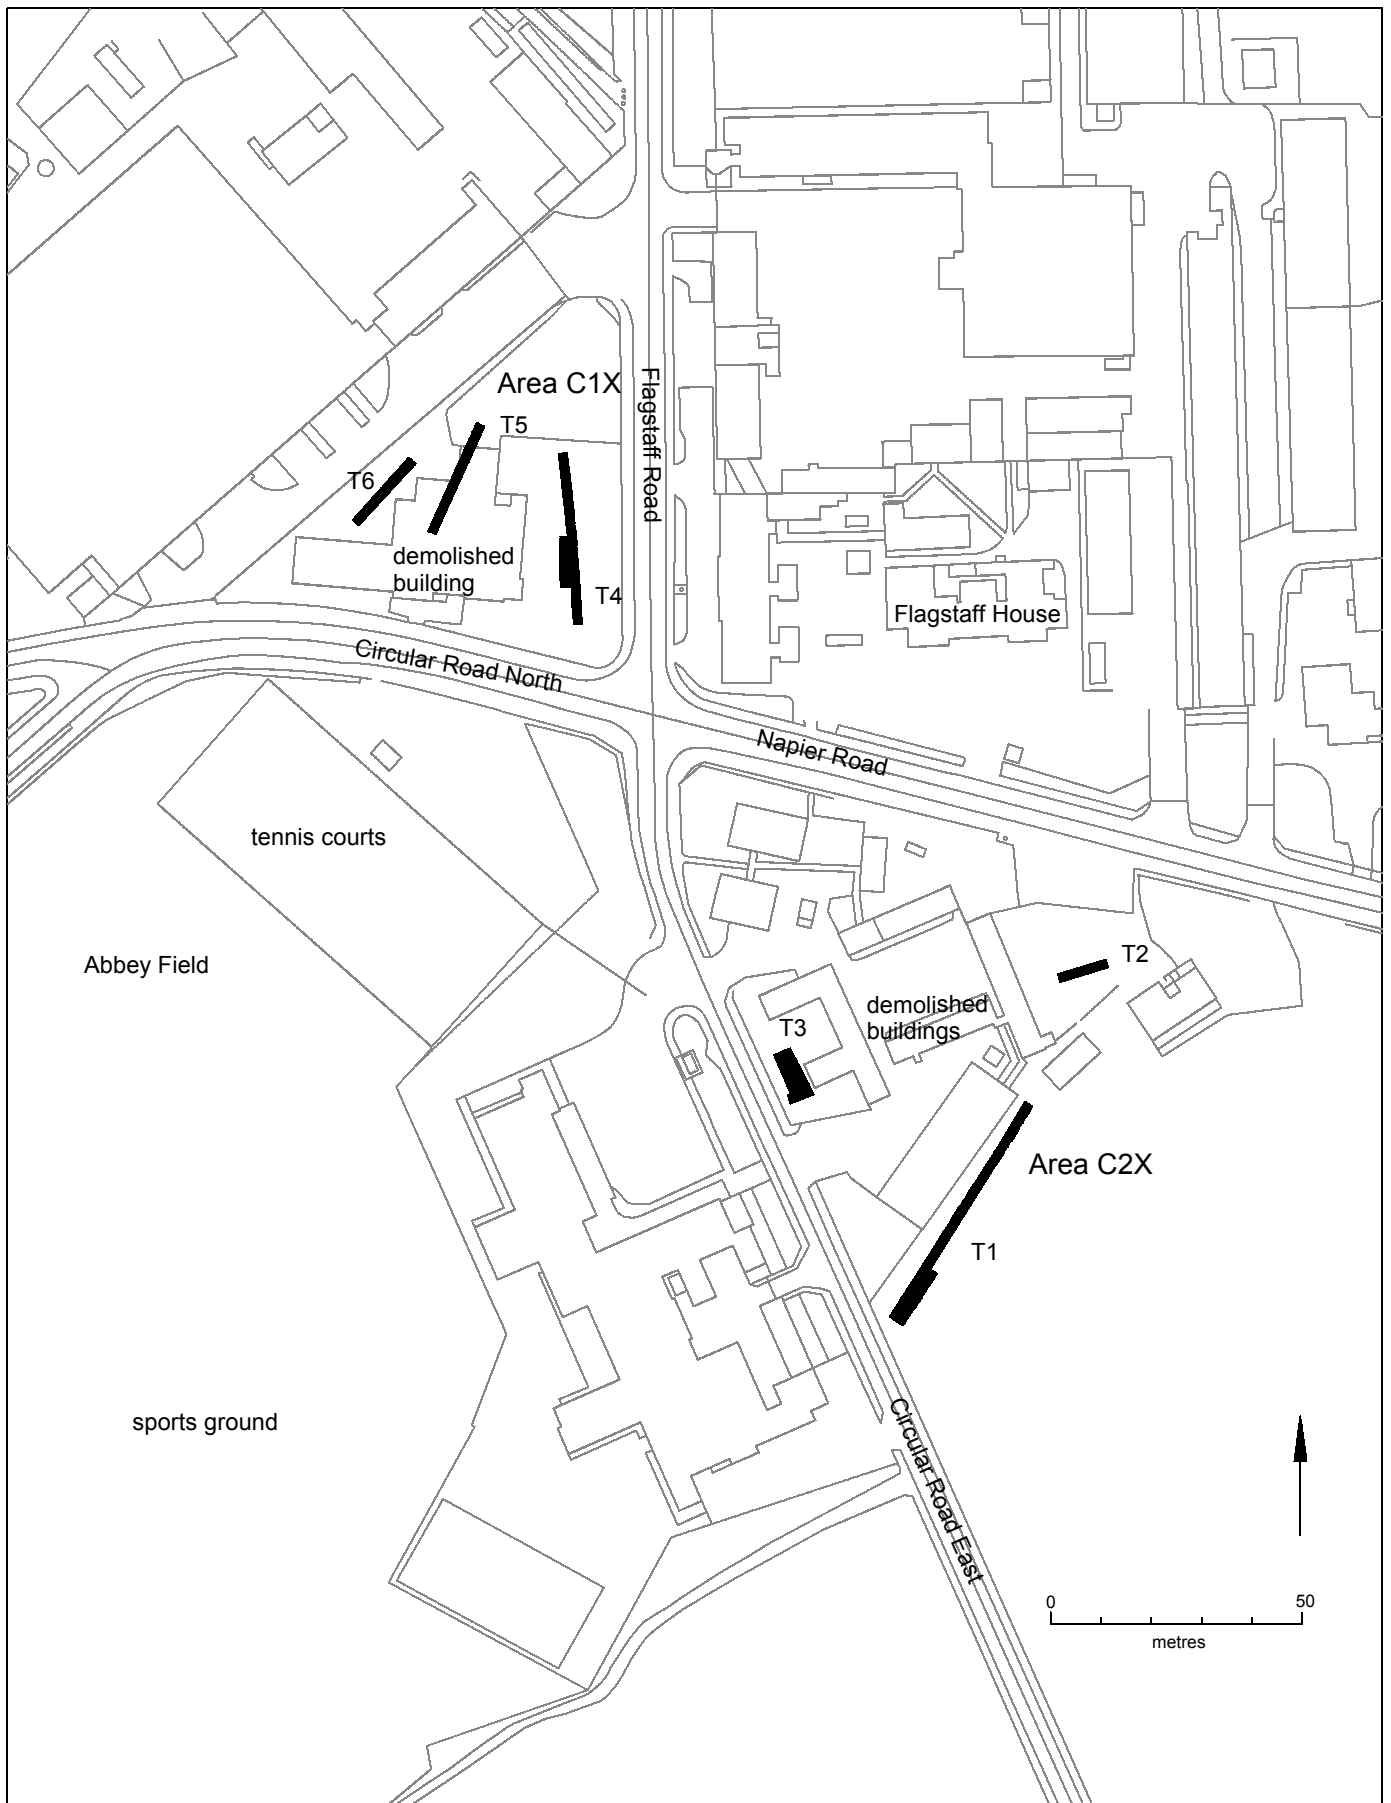 Area C1X
Flagstaff Road
T5
T6
demolished
building
T4
Flagstaff House
Circular Road North
Napier Road
tennis courts
Abbey Field
T2
demolished
buildings
T3
Area C2X
T1
sports ground
Circular Road East
0
50
metres